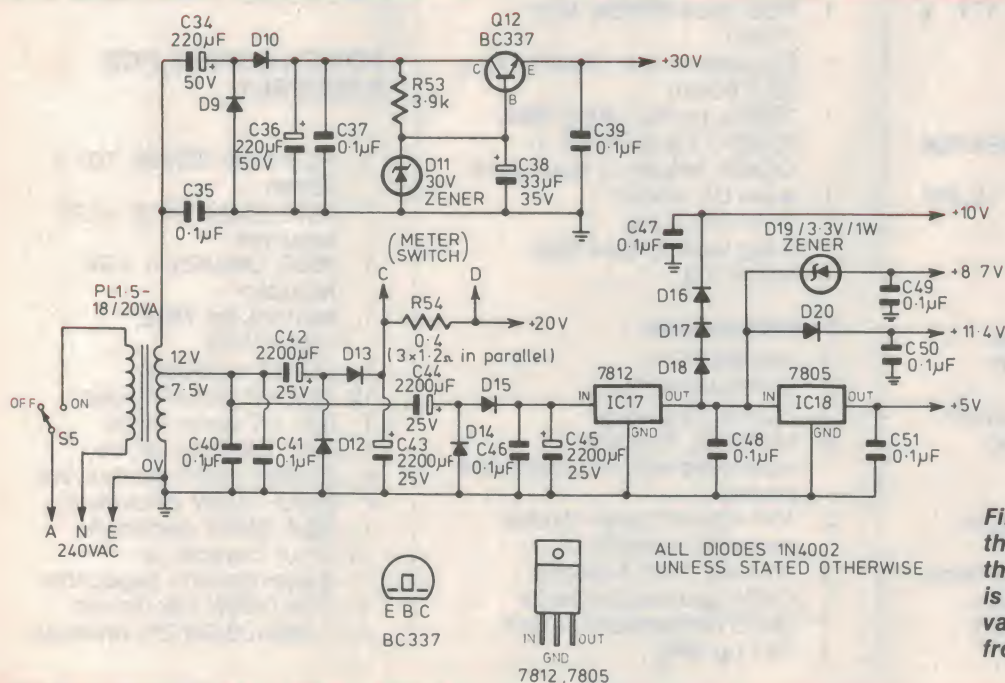 C34
220µF
50V
D10
D9
C36
220µF
50V
C37
0·1µF
R53
3·9k
Q12
BC337
C
E
B
+30V
D11
30V
ZENER
C38
33µF
35V
C39
0·1µF
C35
0·1µF
PL1·5-
18/20VA
12V
7·5V
0V
OFF
ON
S5
A N E
240VAC
C40
0·1µF
C41
0·1µF
C42
2200µF
25V
D13
D12
(METER)
(SWITCH)
C
D
R54
0·4
(3×1·2Ω in parallel)
+20V
C44
2200µF
25V
D15
D14
C43
2200µF
25V
C46
0·1µF
C45
2200µF
25V
7812
IN
IC17
OUT
GND
C47
0·1µF
D16
D17
D18
+10V
D19/3·3V/1W
ZENER
+8·7V
C49
0·1µF
D20
+11·4V
C50
0·1µF
7805
IN
IC18
OUT
GND
+5V
C48
0·1µF
C51
0·1µF
E B C
BC337
IN
OUT
GND
7812,7805
ALL DIODES 1N4002
UNLESS STATED OTHERWISE
Fi
th
th
is
va
fro